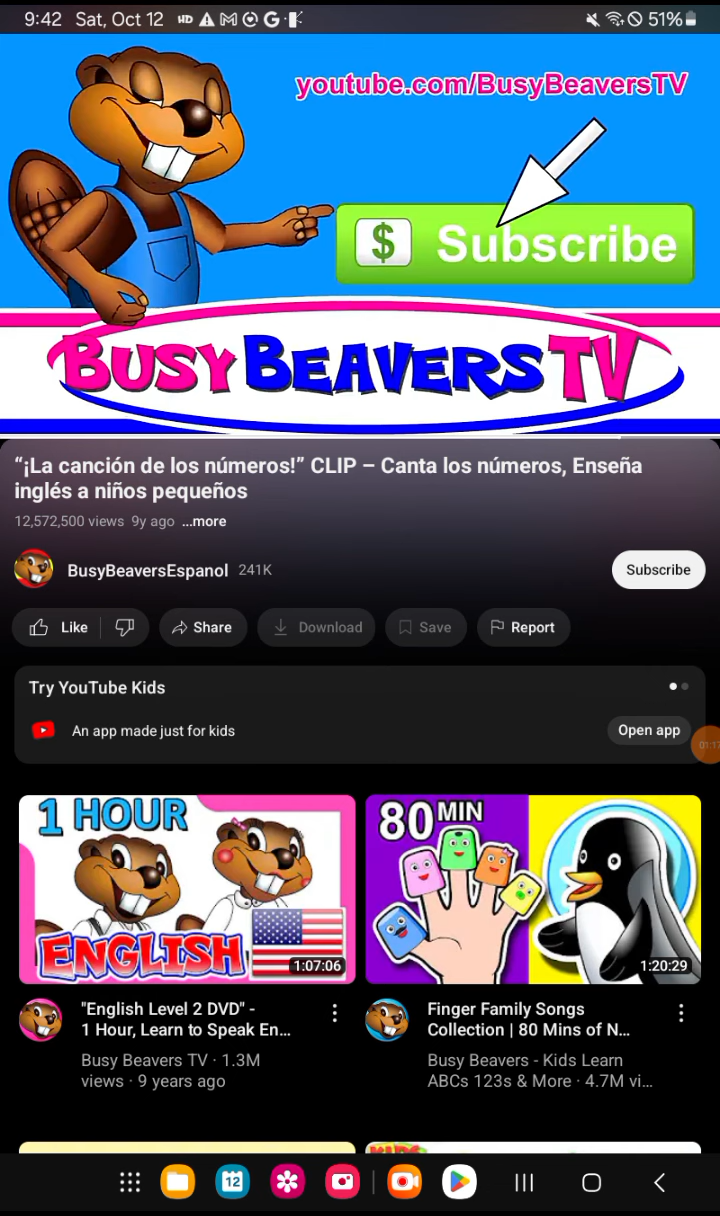 9:42 Sat, Oct 12 HD M G 51%
youtube.com/BusyBeaversTV
$ Subscribe
BUSY BEAVERS TV
“¡La canción de los números!” CLIP – Canta los números, Enseña
inglés a niños pequeños
12,572,500 views 9y ago ...more
BusyBeaversEspanol 241K Subscribe
Like Share Download Save Report
Try YouTube Kids
An app made just for kids Open app
01:17
1 HOUR
ENGLISH
1:07:06
80 MIN
1:20:29
"English Level 2 DVD" -
1 Hour, Learn to Speak En...
Busy Beavers TV · 1.3M
views · 9 years ago
Finger Family Songs
Collection | 80 Mins of N...
Busy Beavers - Kids Learn
ABCs 123s & More · 4.7M vi...
12